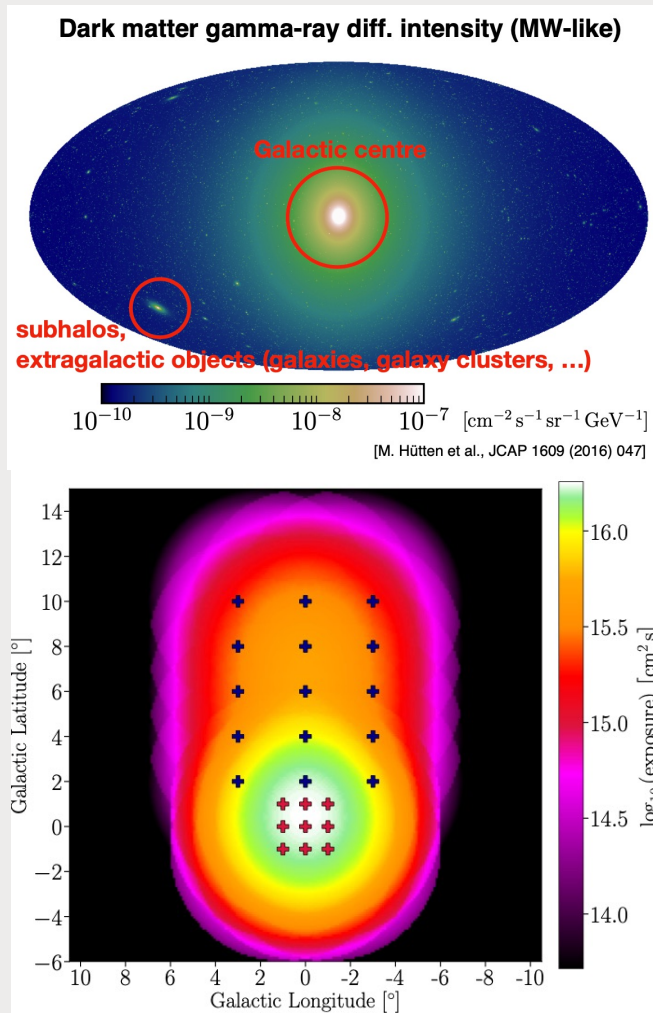 Dark matter gamma-ray diff. intensity (MW-like)
Galactic centre
subhalos,
extragalactic objects (galaxies, galaxy clusters, ...)
10⁻¹⁰ 10⁻⁹ 10⁻⁸ 10⁻⁷ [cm⁻² s⁻¹ sr⁻¹ GeV⁻¹]
[M. Hütten et al., JCAP 1609 (2016) 047]
Galactic Latitude [°]
14
12
10
8
6
4
2
0
−2
−4
−6
10 8 6 4 2 0 -2 -4 -6 -8 -10
Galactic Longitude [°]
16.0
15.5
15.0
14.5
14.0
(exposure) [cm² s]